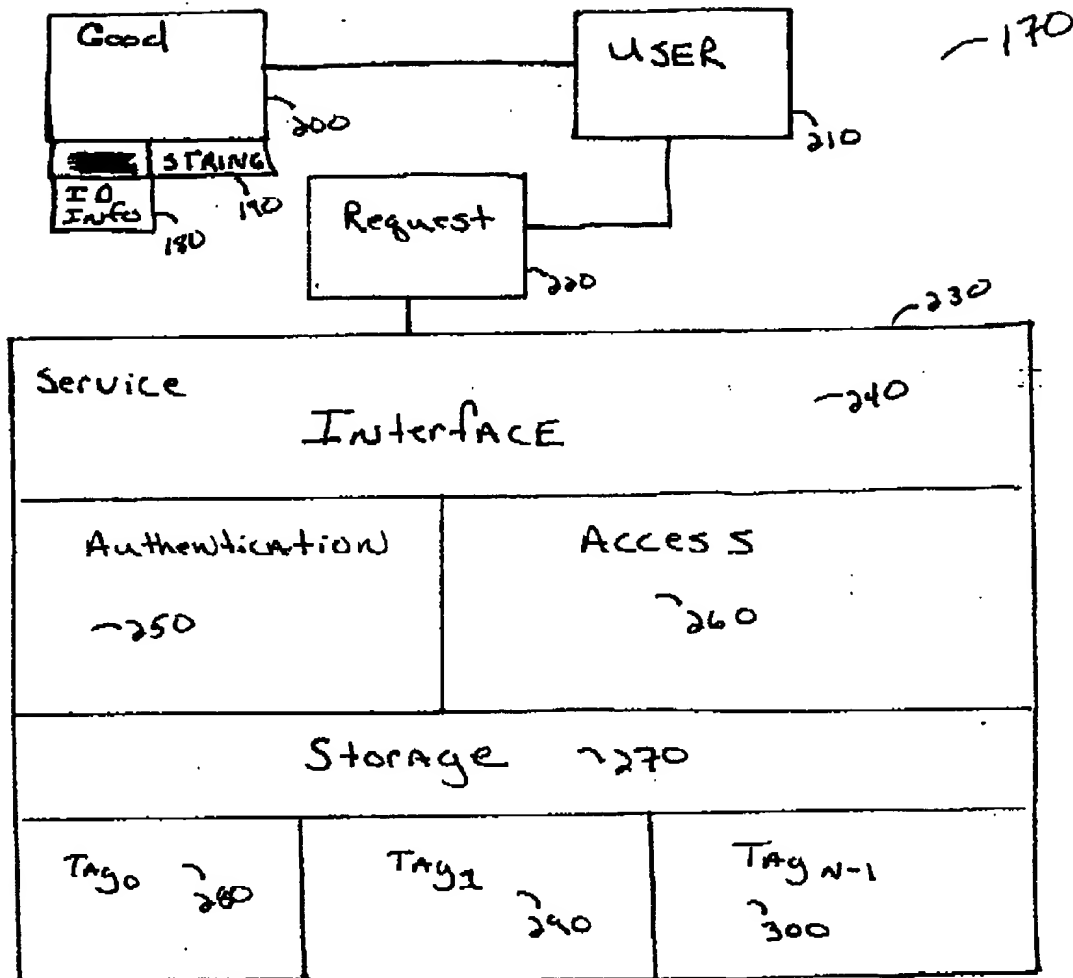 Good
USER
170
200
210
STRING
ID
Info
190
180
Request
220
230
Service
240
InterfACE
Authentication
Access
250
260
Storage 270
TAg0
280
TAg1
290
TAg N-1
300